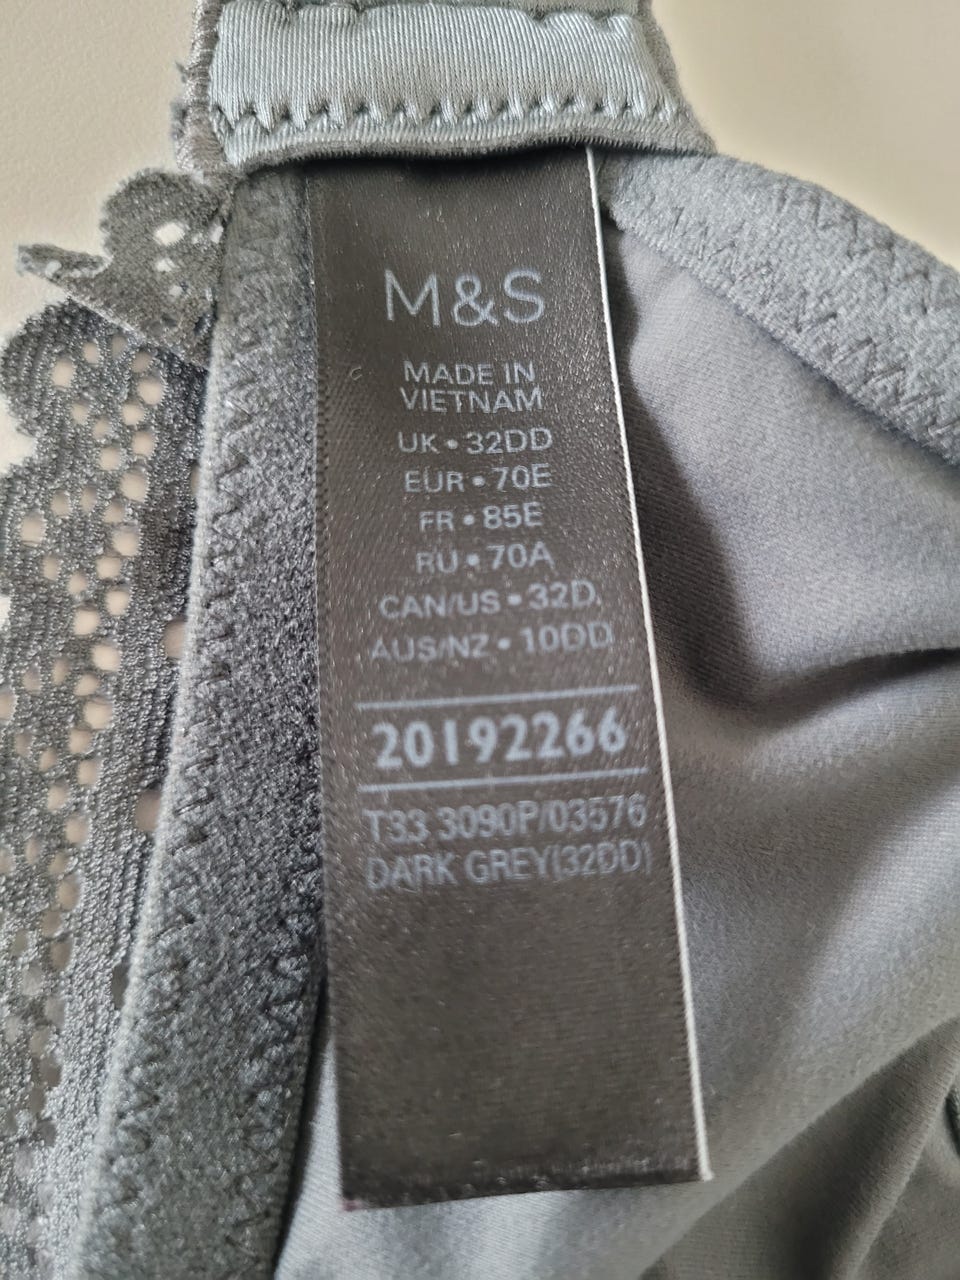 M&S
MADE IN
VIETNAM
UK • 32DD
EUR • 70E
FR • 85E
RU • 70A
CAN/US • 32D
AUS/NZ • 10DD
20192266
T33 3090P/03576
DARK GREY(32DD)